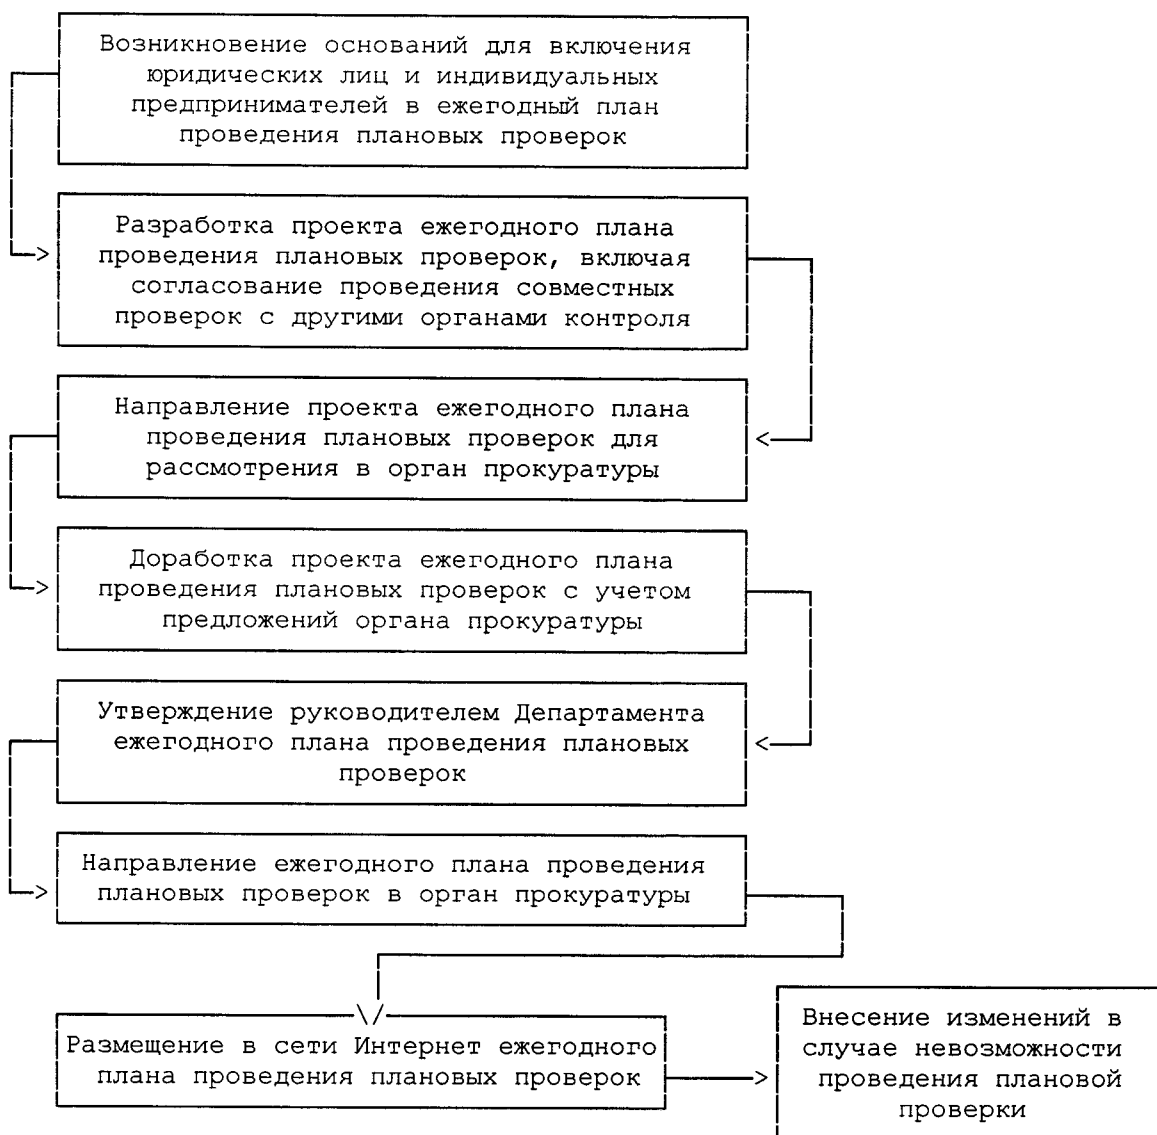 Возникновение оснований для включения
юридических лиц и индивидуальных
предпринимателей в ежегодный план
проведения плановых проверок
Разработка проекта ежегодного плана
проведения плановых проверок, включая
согласование проведения совместных
проверок с другими органами контроля
Направление проекта ежегодного плана
проведения плановых проверок для
рассмотрения в орган прокуратуры
Доработка проекта ежегодного плана
проведения плановых проверок с учетом
предложений органа прокуратуры
Утверждение руководителем Департамента
ежегодного плана проведения плановых
проверок
Направление ежегодного плана проведения
плановых проверок в орган прокуратуры
Размещение в сети Интернет ежегодного
плана проведения плановых проверок
Внесение изменений в
случае невозможности
проведения плановой
проверки